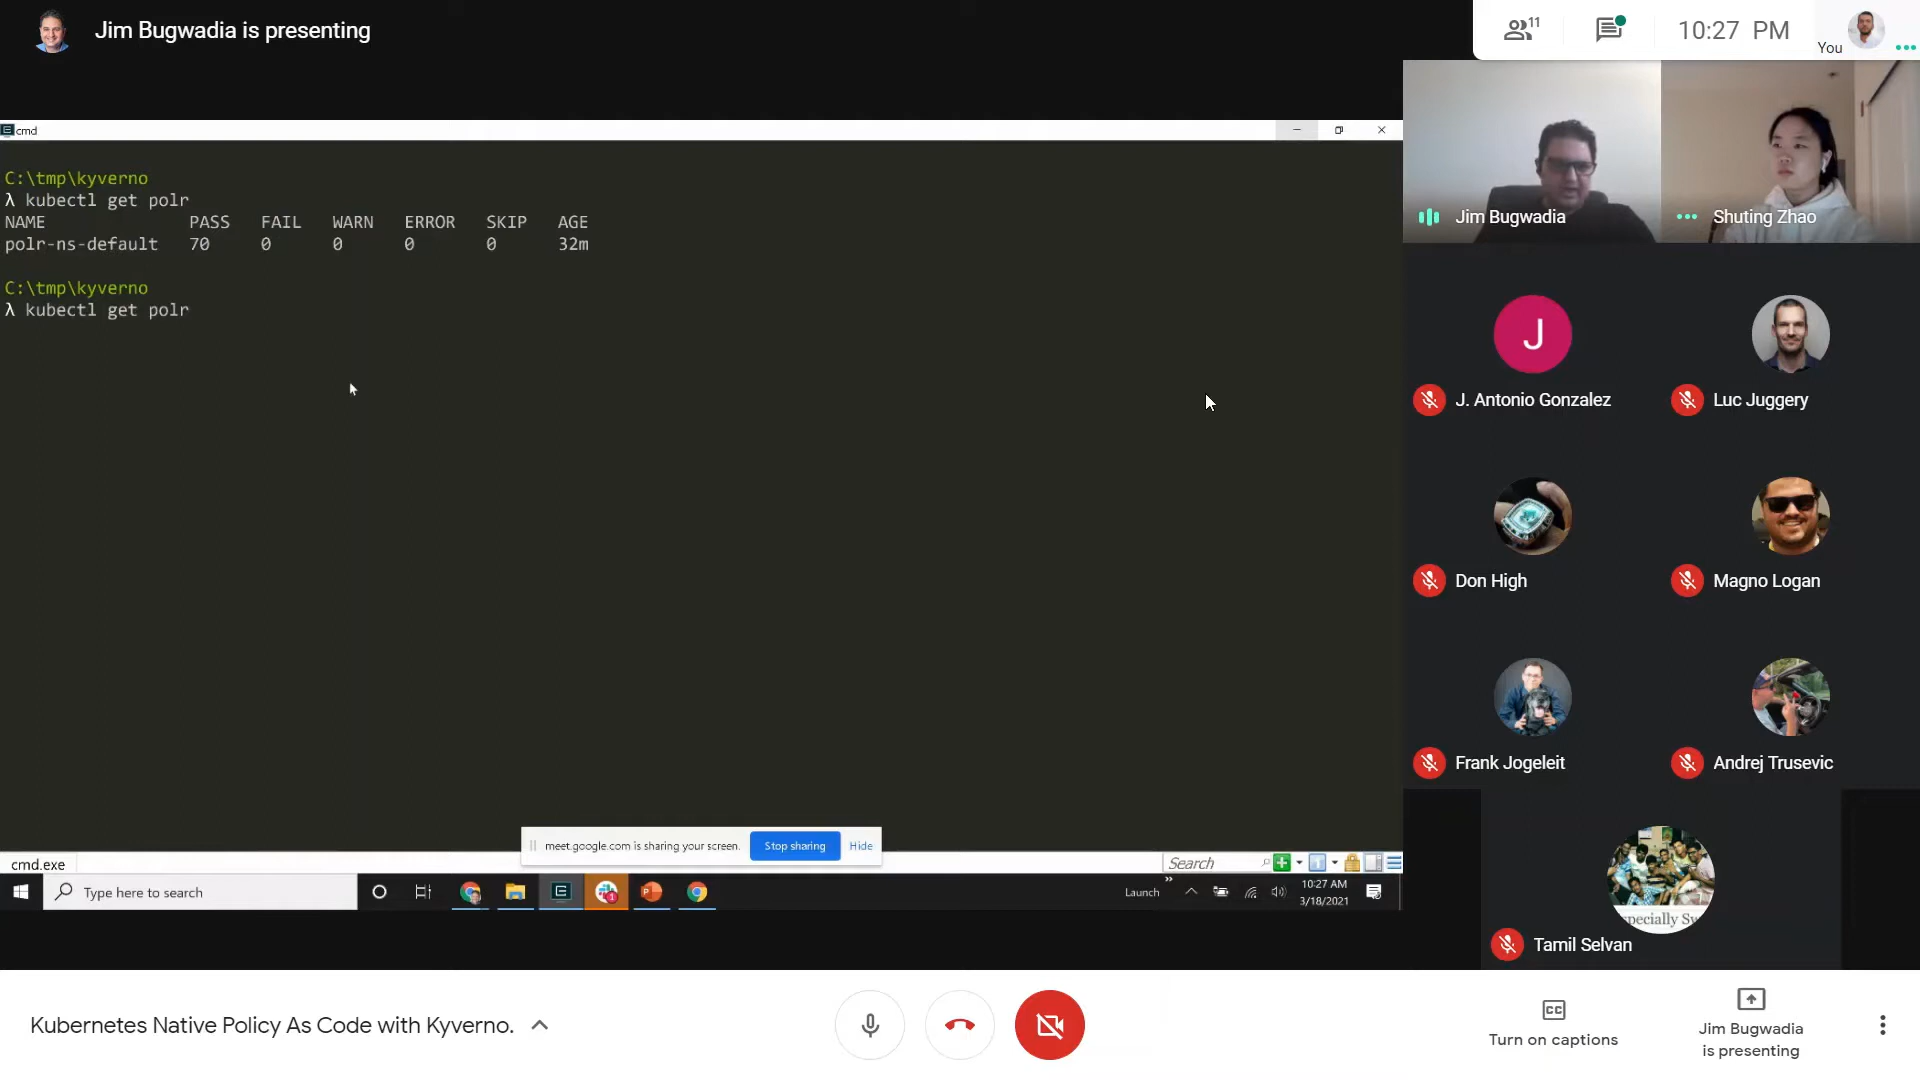 Jim Bugwadia is presenting
11
10:27 PM
You
cmd
C:\tmp\kyverno
λ kubectl get polr
NAME PASS FAIL WARN ERROR SKIP AGE
polr-ns-default 70 0 0 0 0 32m
C:\tmp\kyverno
λ kubectl get polr
Jim Bugwadia
Shuting Zhao
J
J. Antonio Gonzalez
Luc Juggery
Don High
Magno Logan
Frank Jogeleit
Andrej Trusevic
pecially Sw
Tamil Selvan
meet.google.com is sharing your screen.
Stop sharing
Hide
cmd.exe
Search
Type here to search
Launch
10:27 AM
3/18/2021
Kubernetes Native Policy As Code with Kyverno.
CC
Turn on captions
Jim Bugwadia
is presenting